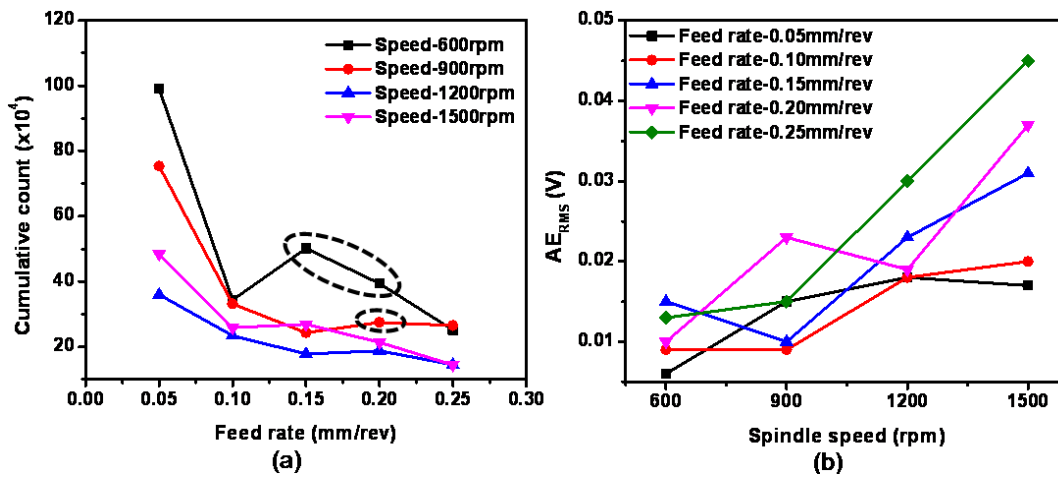 120
100
80
60
40
20
Cumulative count (x10⁴)
Speed-600rpm
Speed-900rpm
Speed-1200rpm
Speed-1500rpm
0.00 0.05 0.10 0.15 0.20 0.25 0.30
Feed rate (mm/rev)
(a)
0.05
0.04
0.03
0.02
0.01
AE_RMS (V)
Feed rate-0.05mm/rev
Feed rate-0.10mm/rev
Feed rate-0.15mm/rev
Feed rate-0.20mm/rev
Feed rate-0.25mm/rev
600 900 1200 1500
Spindle speed (rpm)
(b)